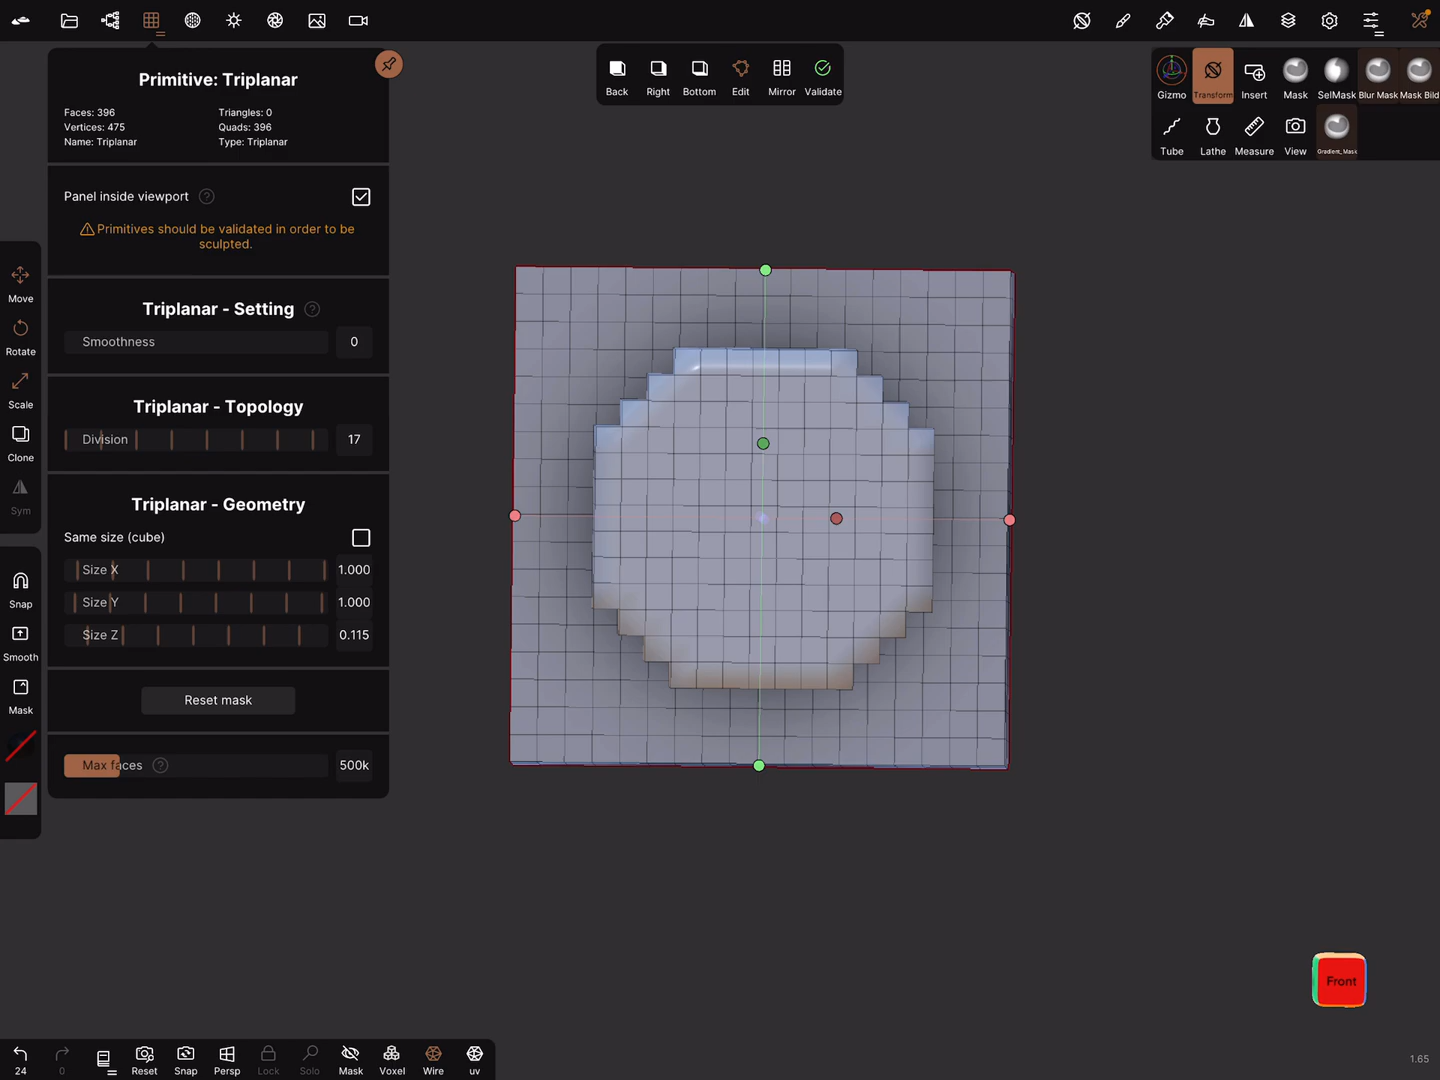 Primitive: Triplanar
Faces: 396
Triangles: 0
Vertices: 475
Quads: 396
Name: Triplanar
Type: Triplanar
Panel inside viewport ?
Primitives should be validated in order to be
sculpted.
Triplanar - Setting ?
Smoothness 0
Triplanar - Topology
Division 17
Triplanar - Geometry
Same size (cube)
Size X 1.000
Size Y 1.000
Size Z 0.115
Reset mask
Max faces ? 500k
Back Right Bottom Edit Mirror Validate
Gizmo Transform Insert Mask SelMask Blur Mask Mask Bild
Tube Lathe Measure View Gradient_Mask
Move
Rotate
Scale
Clone
Sym
Snap
Smooth
Mask
Front
24 0 Reset Snap Persp Lock Solo Mask Voxel Wire uv
1.65